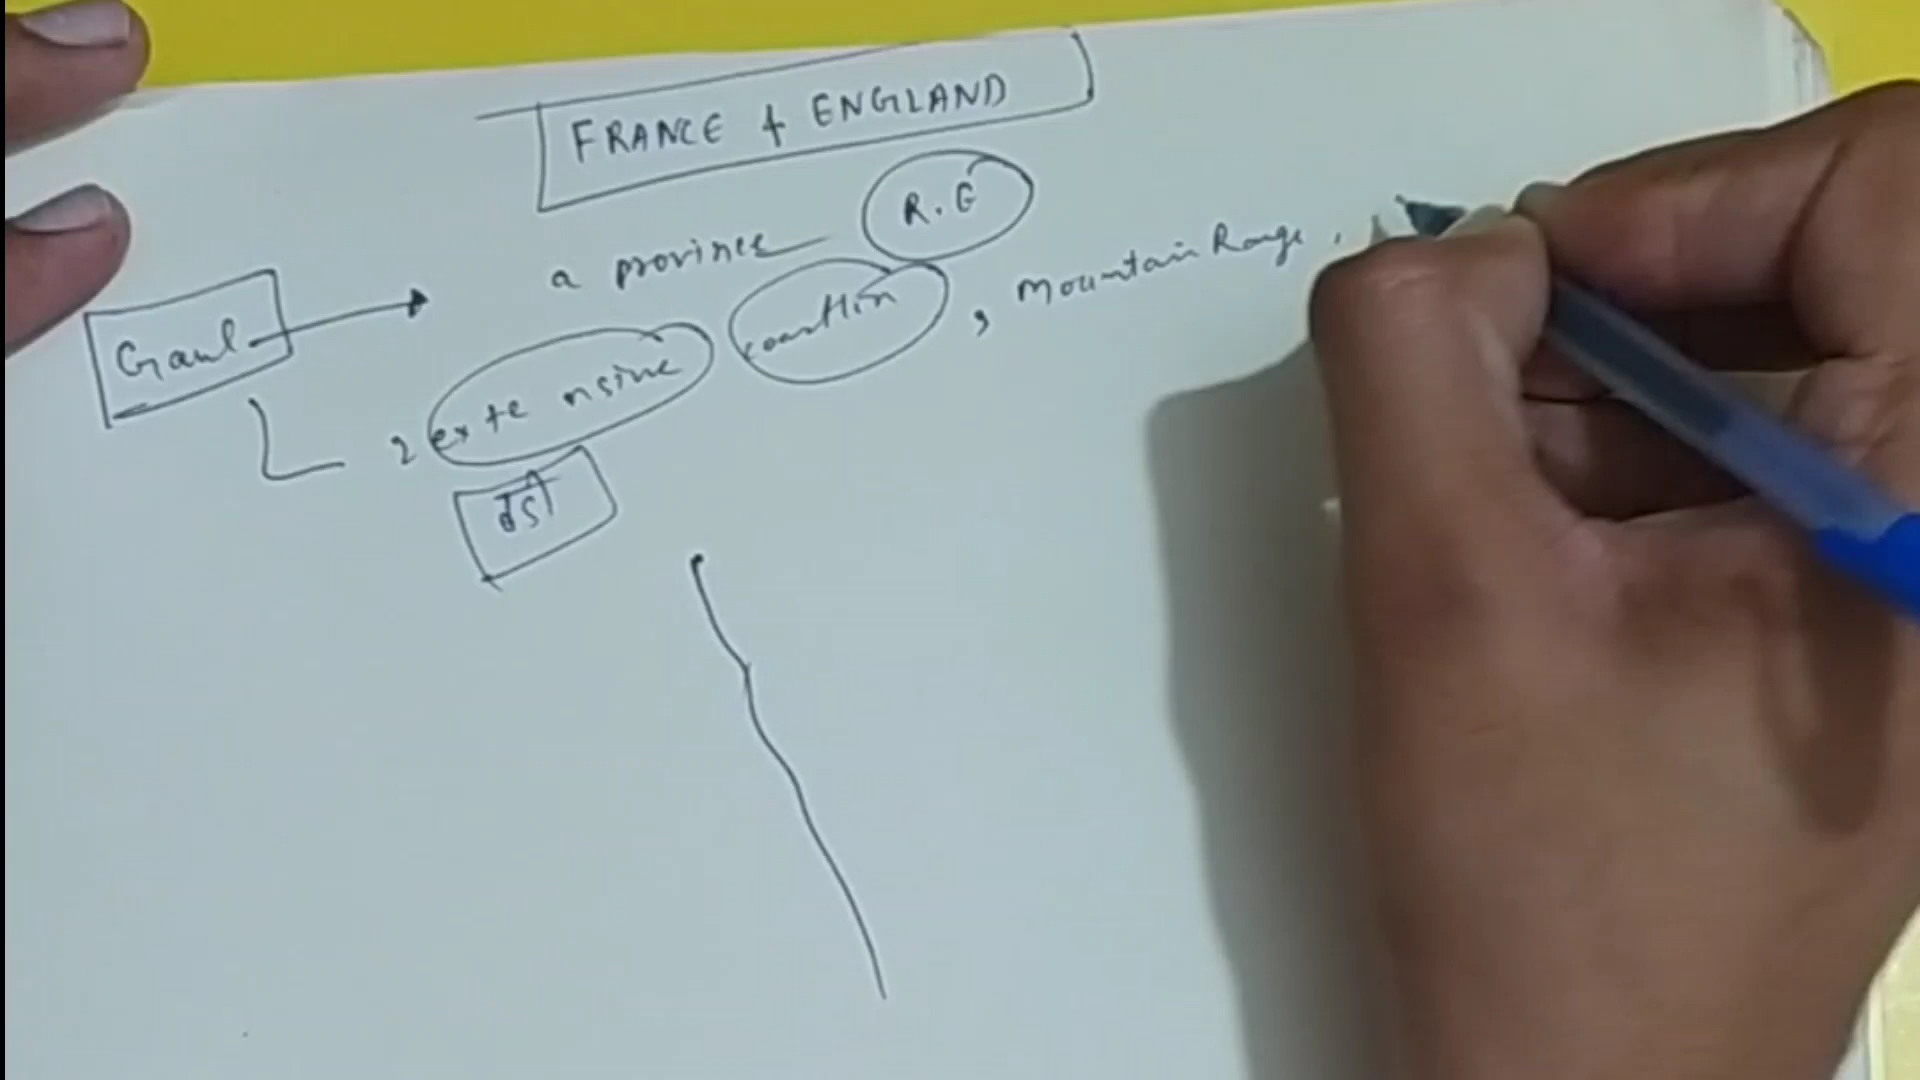 FRANCE & ENGLAND
Gaul a province R.E
2 extensive coastlin, Mountain Range,
बड़ी